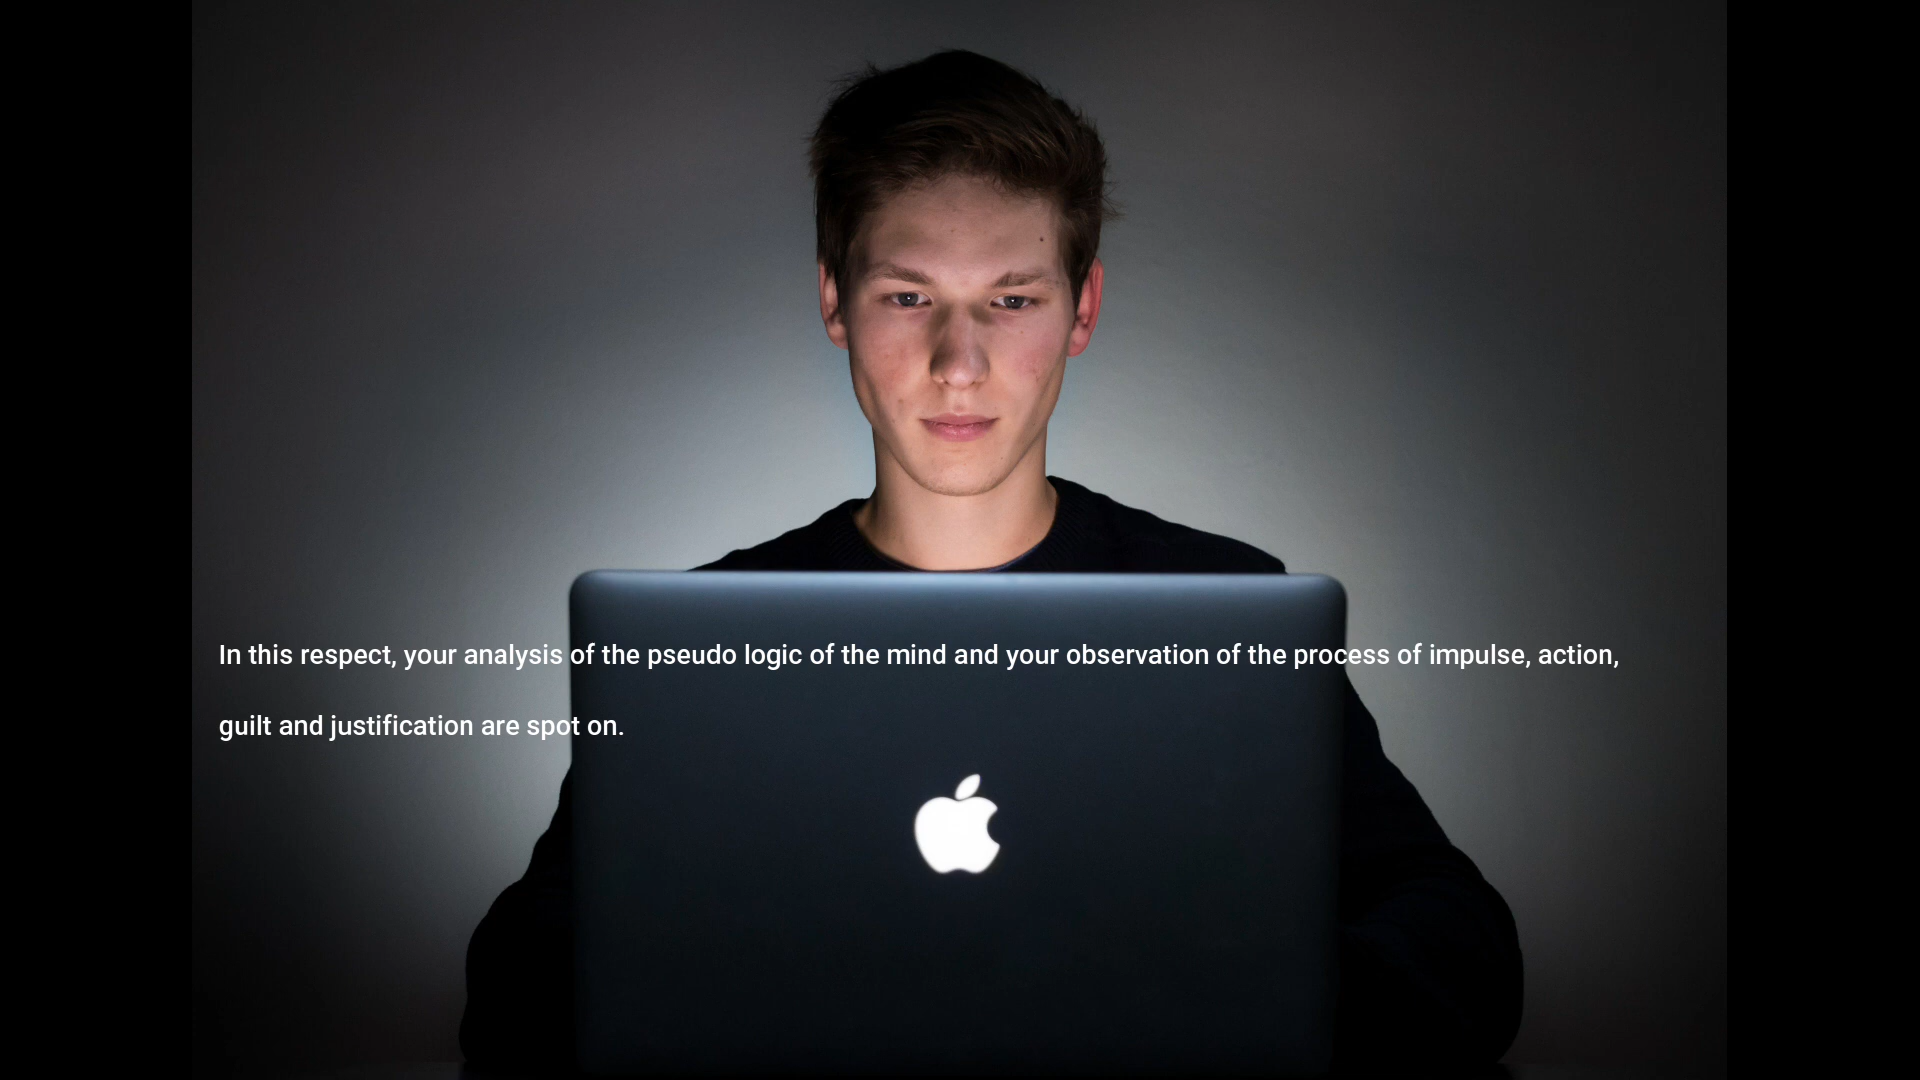 In this respect, your analysis of the pseudo logic of the mind and your observation of the process of impulse, action,
guilt and justification are spot on.